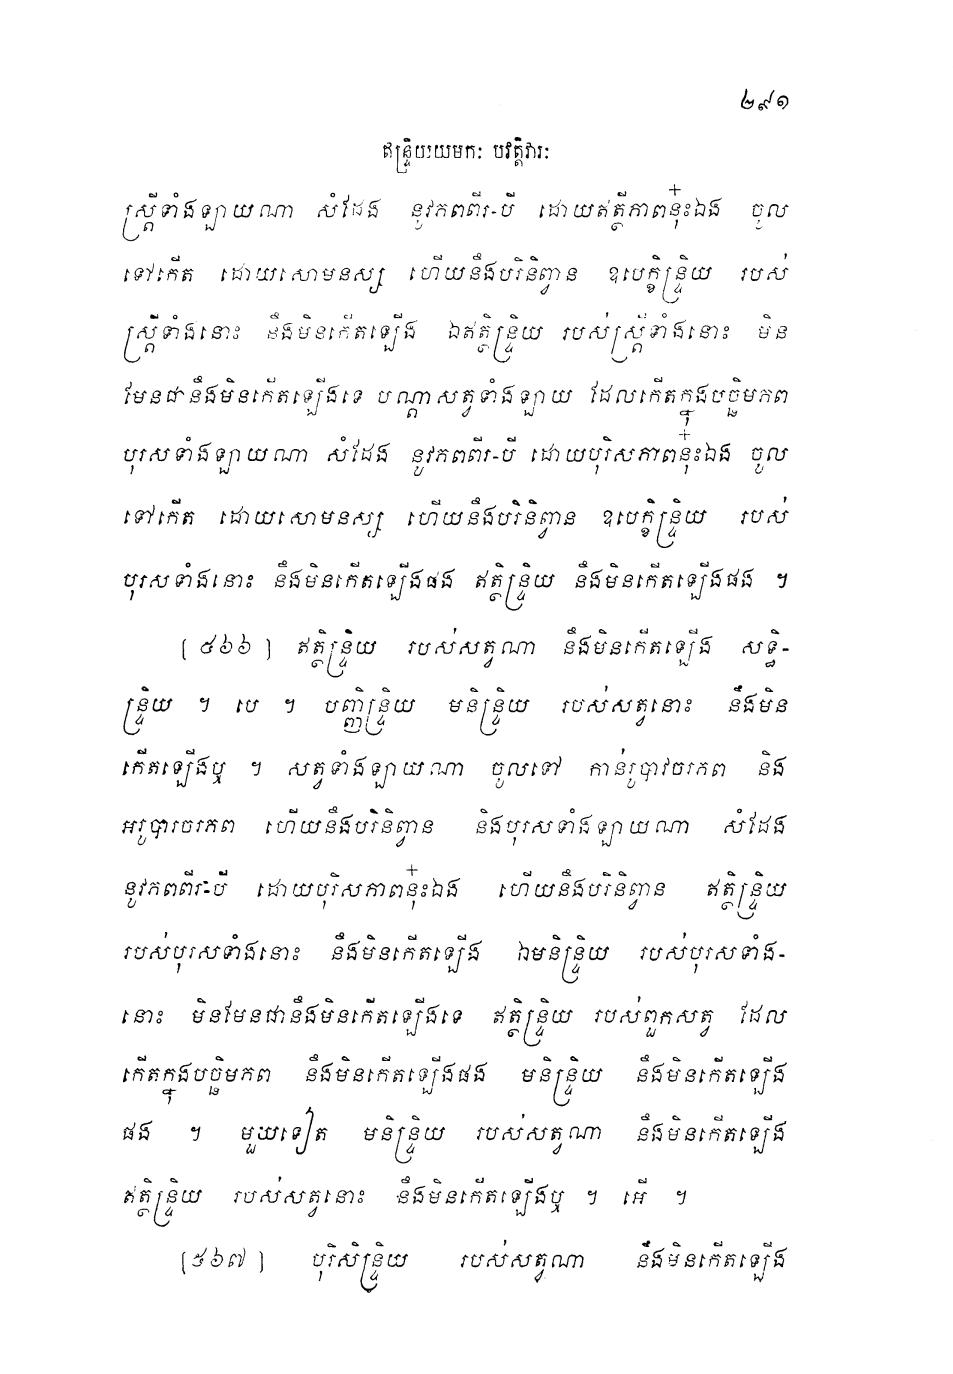 ២៩១
ឥន្ទ្រិយយមកៈ បវត្តិវារៈ
ស្ត្រីទាំងឡាយណា សំដែង នូវភពពីរ-បី ដោយឥត្ថីភាពនុ៎ះឯង ចូល
ទៅកើត ដោយសោមនស្ស ហើយនឹងបរិនិព្វាន ឧបេក្ខិន្ទ្រិយ របស់
ស្ត្រីទាំងនោះ នឹងមិនកើតឡើង ឯឥត្ថិន្ទ្រិយ របស់ស្ត្រីទាំងនោះ មិន
មែនជានឹងមិនកើតឡើងទេ បណ្តាសត្វទាំងឡាយ ដែលកើតក្នុងបច្ឆិមភព
បុរសទាំងឡាយណា សំដែង នូវភពពីរ-បី ដោយបុរិសភាពនុ៎ះឯង ចូល
ទៅកើត ដោយសោមនស្ស ហើយនឹងបរិនិព្វាន ឧបេក្ខិន្ទ្រិយ របស់
បុរសទាំងនោះ នឹងមិនកើតឡើងផង ឥត្ថិន្ទ្រិយ នឹងមិនកើតឡើងផង ។
[៥៦៦] ឥត្ថិន្ទ្រិយ របស់សត្វណា នឹងមិនកើតឡើង សទ្ធិ-
ន្ទ្រិយ ។ បេ ។ បញ្ញិន្ទ្រិយ មនិន្ទ្រិយ របស់សត្វនោះ នឹងមិន
កើតឡើងឬ ។ សត្វទាំងឡាយណា ចូលទៅ កាន់រូបាវចរភព និង
អរូបាវចរភព ហើយនឹងបរិនិព្វាន និងបុរសទាំងឡាយណា សំដែង
នូវភពពីរ-បី ដោយបុរិសភាពនុ៎ះឯង ហើយនឹងបរិនិព្វាន ឥត្ថិន្ទ្រិយ
របស់បុរសទាំងនោះ នឹងមិនកើតឡើង ឯមនិន្ទ្រិយ របស់បុរសទាំង-
នោះ មិនមែនជានឹងមិនកើតឡើងទេ ឥត្ថិន្ទ្រិយ របស់ពួកសត្វ ដែល
កើតក្នុងបច្ឆិមភព នឹងមិនកើតឡើងផង មនិន្ទ្រិយ នឹងមិនកើតឡើង
ផង ។ មួយទៀត មនិន្ទ្រិយ របស់សត្វណា នឹងមិនកើតឡើង
ឥត្ថិន្ទ្រិយ របស់សត្វនោះ នឹងមិនកើតឡើងឬ ។ អើ ។
[៥៦៧] បុរិសិន្ទ្រិយ របស់សត្វណា នឹងមិនកើតឡើង